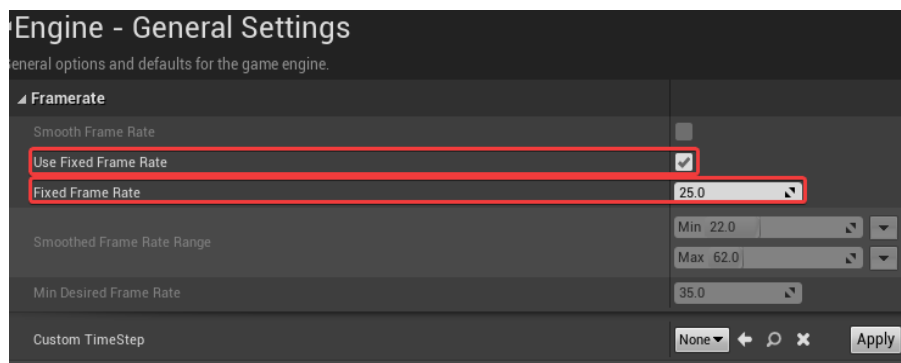 Engine - General Settings
General options and defaults for the game engine.
Framerate
Smooth Frame Rate
Use Fixed Frame Rate
Fixed Frame Rate 25.0
Smoothed Frame Rate Range
Min 22.0
Max 62.0
Min Desired Frame Rate 35.0
Custom TimeStep None Apply